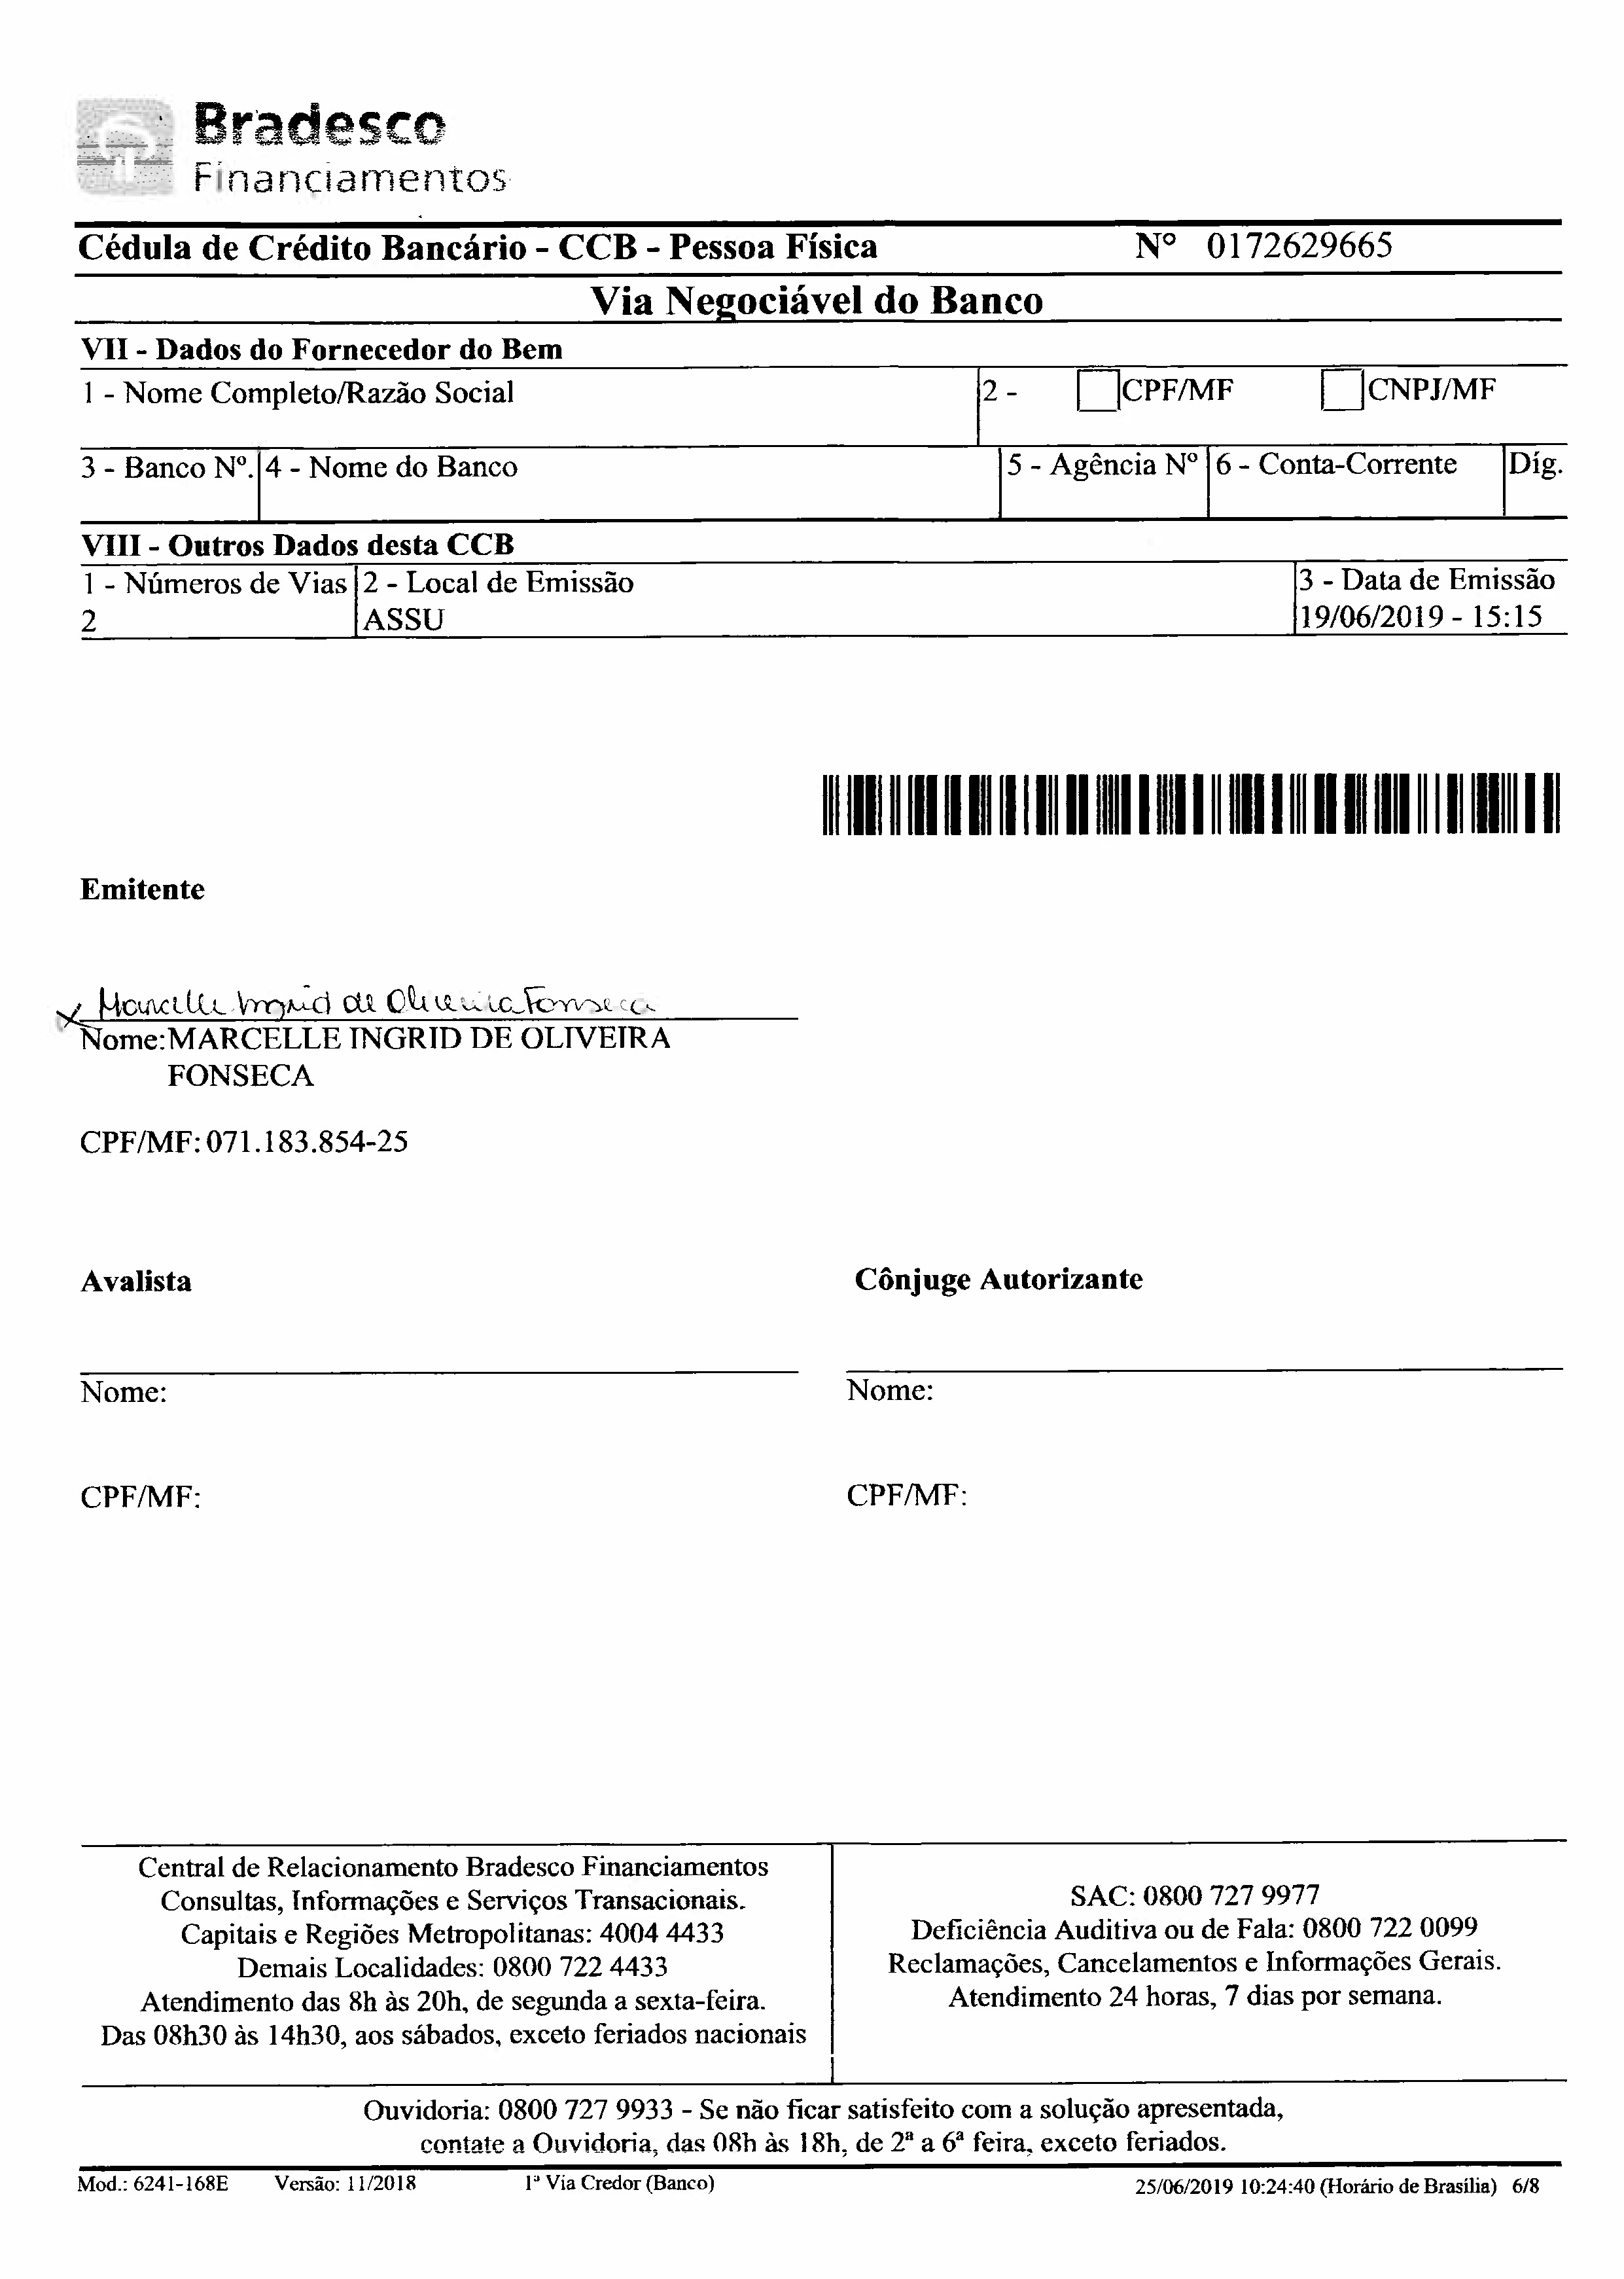 Bradesco
Financiamentos
Cédula de Crédito Bancário - CCB - Pessoa Física Nº 0172629665
Via Negociável do Banco
VII - Dados do Fornecedor do Bem
1 - Nome Completo/Razão Social 2 - CPF/MF CNPJ/MF
3 - Banco Nº. 4 - Nome do Banco 5 - Agência Nº 6 - Conta-Corrente Díg.
VIII - Outros Dados desta CCB
1 - Números de Vias 2 - Local de Emissão 3 - Data de Emissão
2 ASSU 19/06/2019 - 15:15
Emitente
x Marcelle Ingrid de Oliveira Fonseca
Nome: MARCELLE INGRID DE OLIVEIRA
FONSECA
CPF/MF: 071.183.854-25
Avalista Cônjuge Autorizante
Nome: Nome:
CPF/MF: CPF/MF:
Central de Relacionamento Bradesco Financiamentos
Consultas, Informações e Serviços Transacionais.
Capitais e Regiões Metropolitanas: 4004 4433
Demais Localidades: 0800 722 4433
Atendimento das 8h às 20h, de segunda a sexta-feira.
Das 08h30 às 14h30, aos sábados, exceto feriados nacionais
SAC: 0800 727 9977
Deficiência Auditiva ou de Fala: 0800 722 0099
Reclamações, Cancelamentos e Informações Gerais.
Atendimento 24 horas, 7 dias por semana.
Ouvidoria: 0800 727 9933 - Se não ficar satisfeito com a solução apresentada,
contate a Ouvidoria, das 08h às 18h, de 2ª a 6ª feira, exceto feriados.
Mod.: 6241-168E Versão: 11/2018 1ª Via Credor (Banco) 25/06/2019 10:24:40 (Horário de Brasília) 6/8